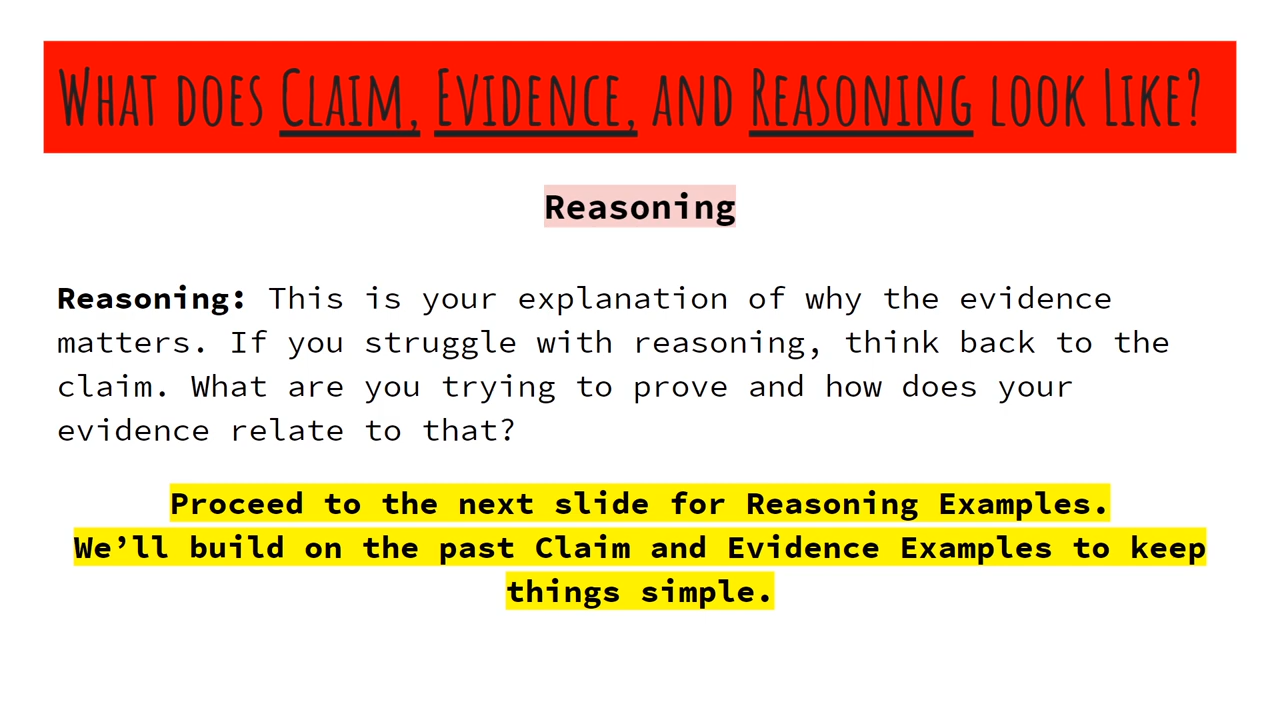 What does Claim, Evidence, and Reasoning look Like?
Reasoning
Reasoning: This is your explanation of why the evidence
matters. If you struggle with reasoning, think back to the
claim. What are you trying to prove and how does your
evidence relate to that?
Proceed to the next slide for Reasoning Examples.
We’ll build on the past Claim and Evidence Examples to keep
things simple.